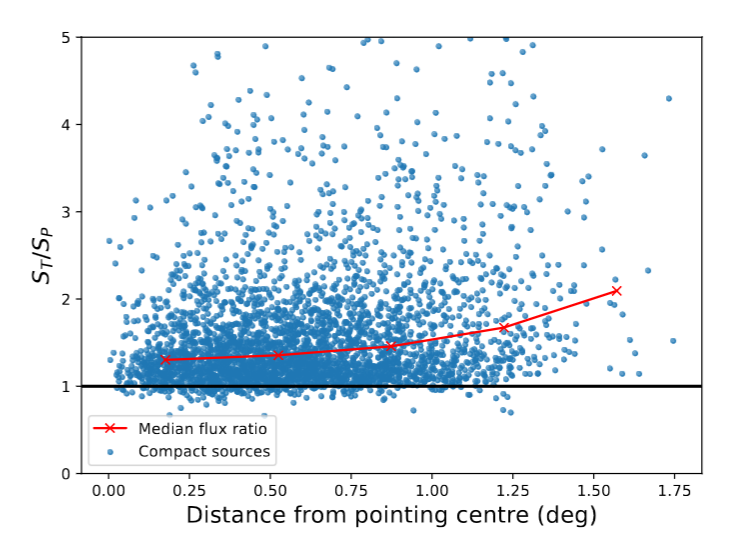 5
4
3
2
1
0
S_T/S_P
Median flux ratio
Compact sources
0.00 0.25 0.50 0.75 1.00 1.25 1.50 1.75
Distance from pointing centre (deg)